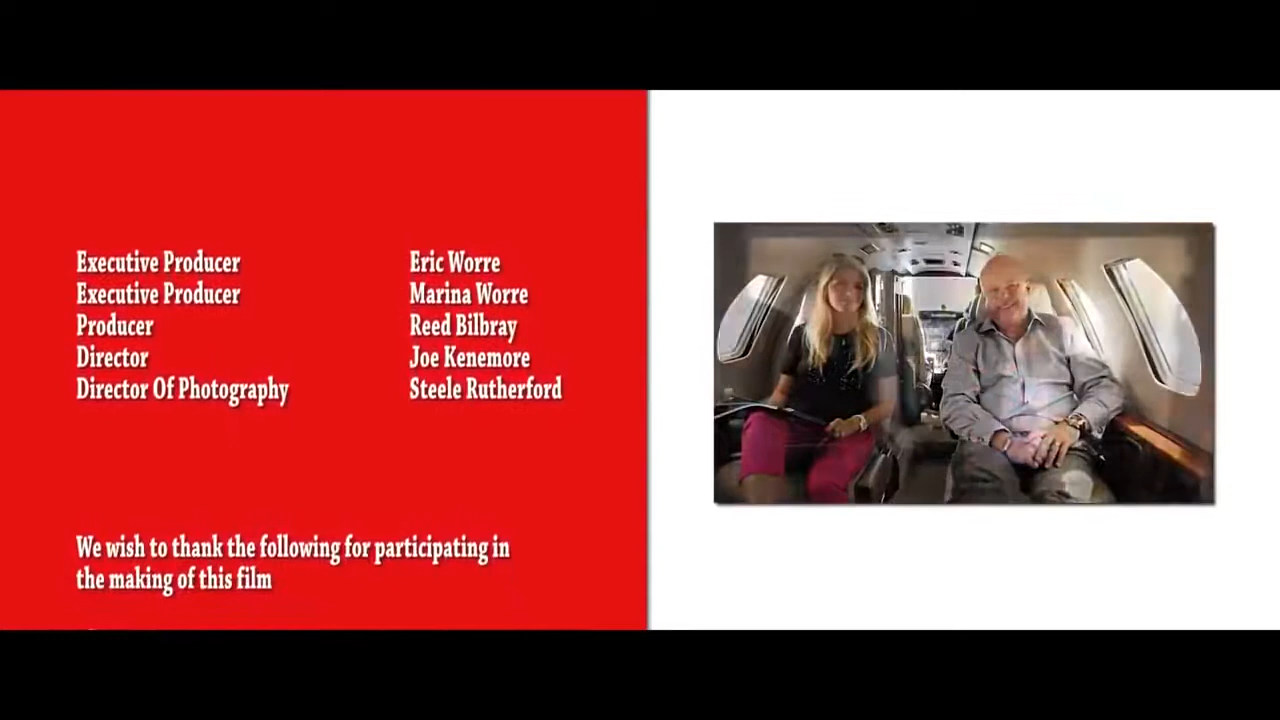 Executive Producer Eric Worre
Executive Producer Marina Worre
Producer Reed Bilbray
Director Joe Kenemore
Director Of Photography Steele Rutherford
We wish to thank the following for participating in
the making of this film